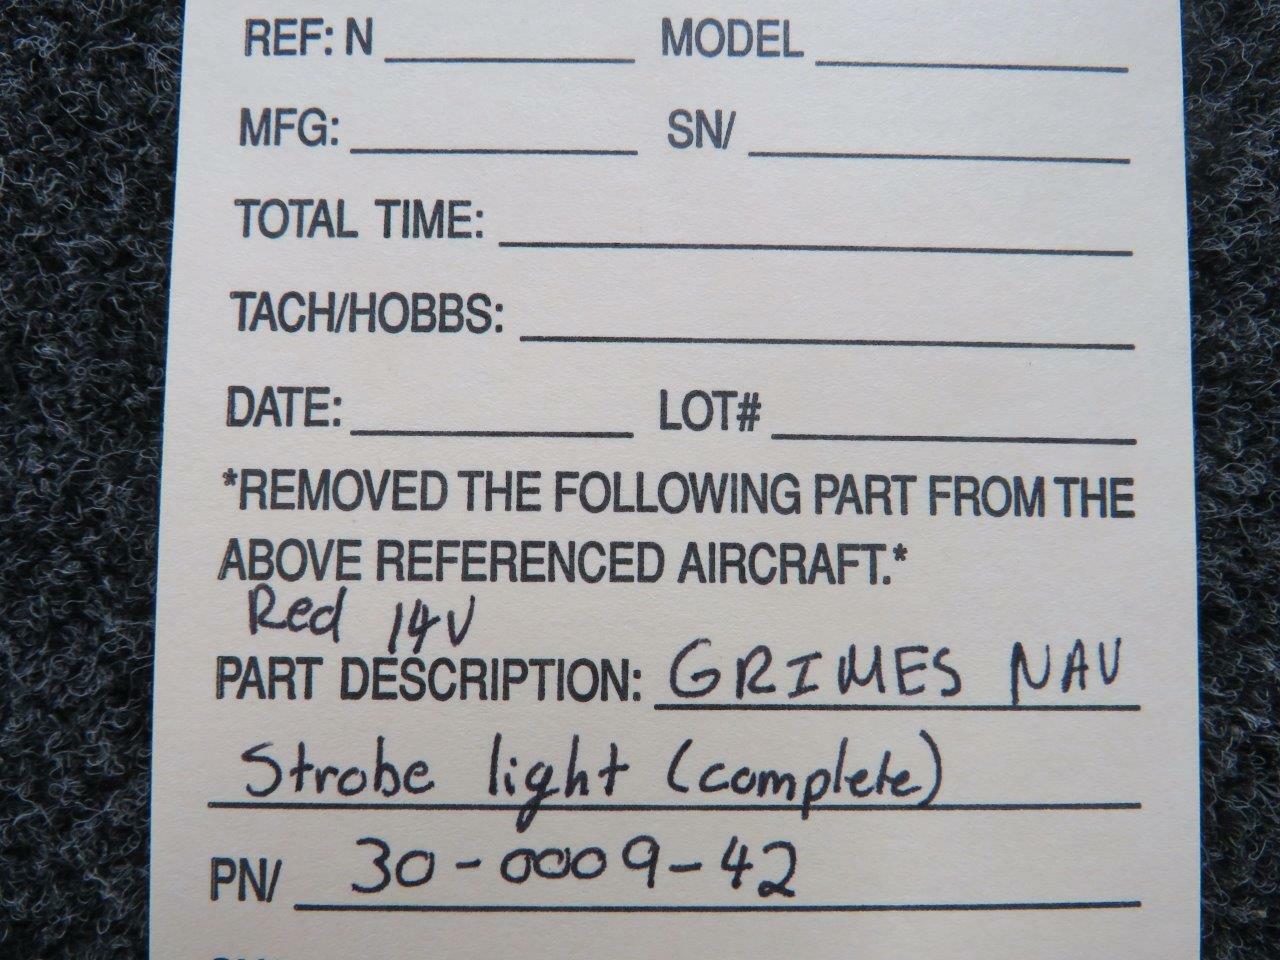 REF: N MODEL
MFG: SN/
TOTAL TIME:
TACH/HOBBS:
DATE: LOT#
*REMOVED THE FOLLOWING PART FROM THE
ABOVE REFERENCED AIRCRAFT.*
Red 14V
PART DESCRIPTION: GRIMES NAV
Strobe light (complete)
PN/ 30-0009-42